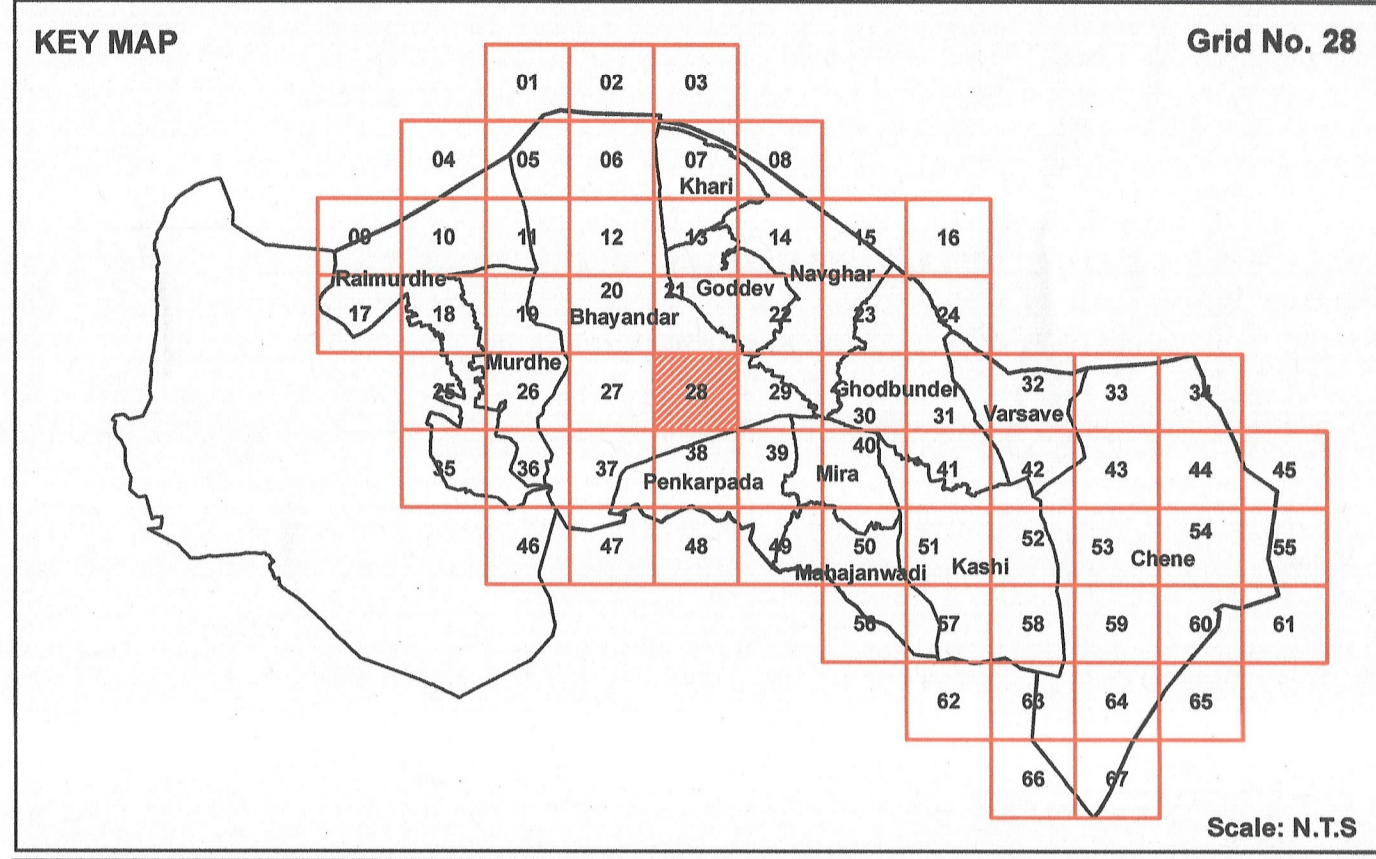 KEY MAP
Grid No. 28
01 02 03
04 05 06 07 08
Khari
09 10 11 12 13 14 15 16
Raimurdhe Goddev Navghar
17 18 19 20 21 22 23 24
Bhayandar
Murdhe Ghodbunder Varsave
25 26 27 28 29 30 31 32 33 34
35 36 37 38 39 40 41 42 43 44 45
Penkarpada Mira
46 47 48 49 50 51 52 53 54 55
Mahajanwadi Kashi Chene
56 57 58 59 60 61
62 63 64 65
66 67
Scale: N.T.S